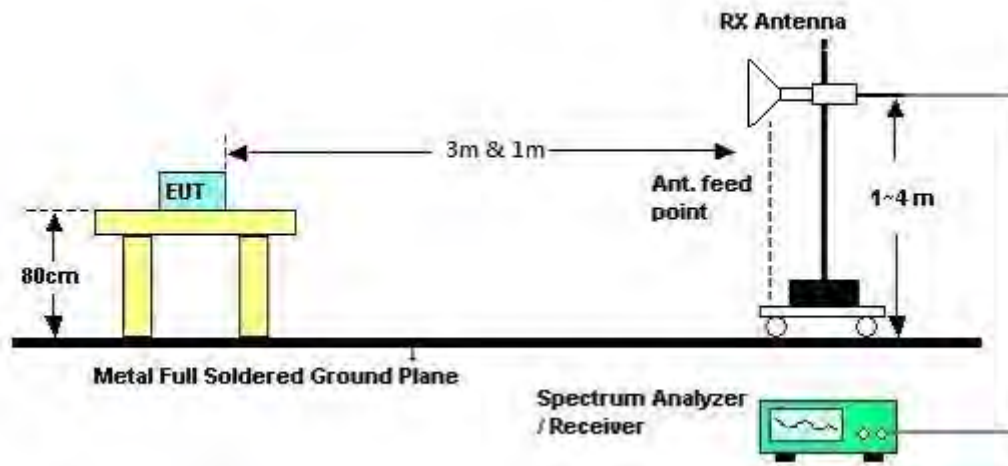 RX Antenna
3m & 1m
EUT
Ant. feed
point
1~4 m
80cm
Metal Full Soldered Ground Plane
Spectrum Analyzer
/ Receiver